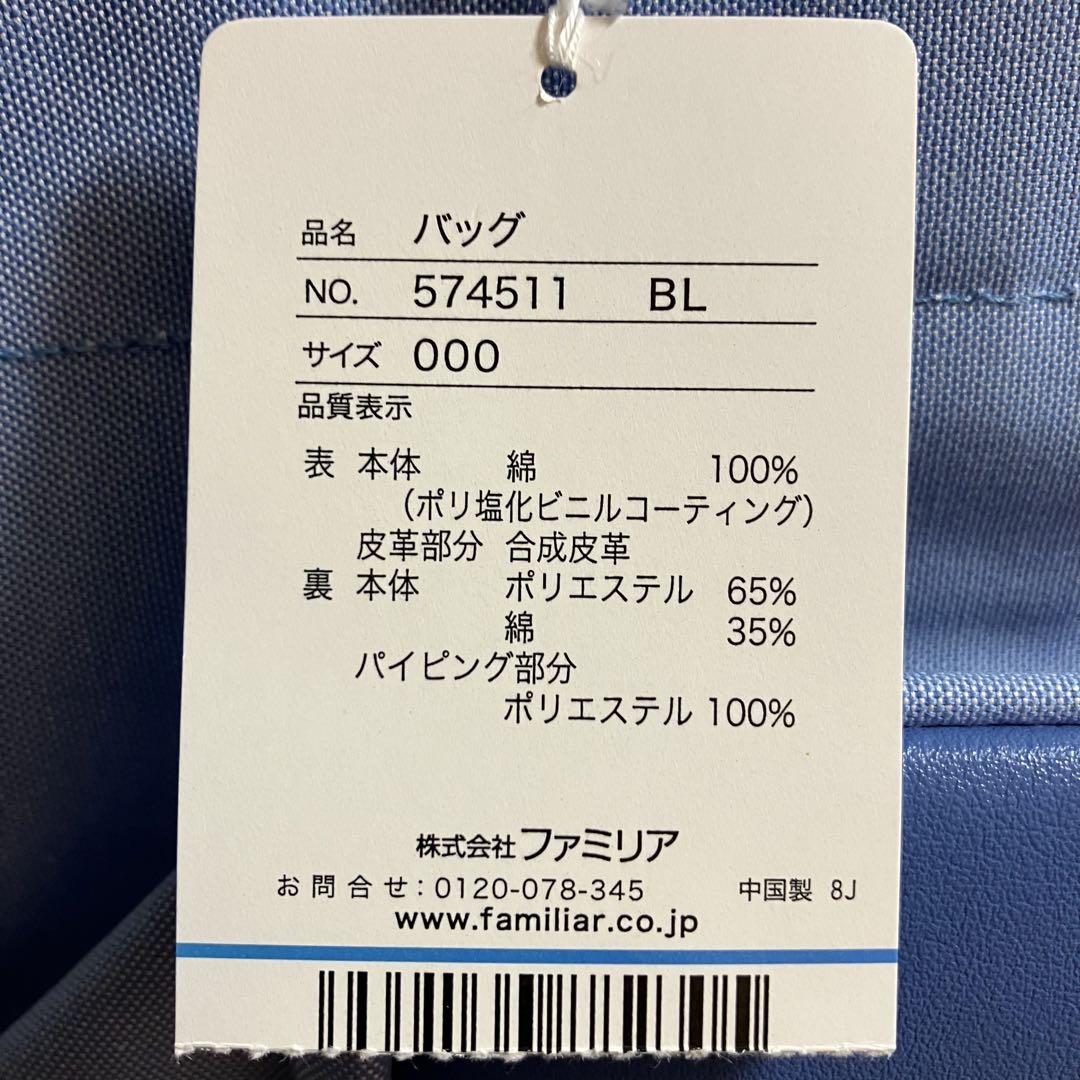 品名 バッグ
NO. 574511 BL
サイズ 000
品質表示
表 本体 綿 100%
(ポリ塩化ビニルコーティング)
皮革部分 合成皮革
裏 本体 ポリエステル 65%
綿 35%
パイピング部分
ポリエステル 100%
株式会社ファミリア
お問合せ:0120-078-345 中国製 8J
www.familiar.co.jp